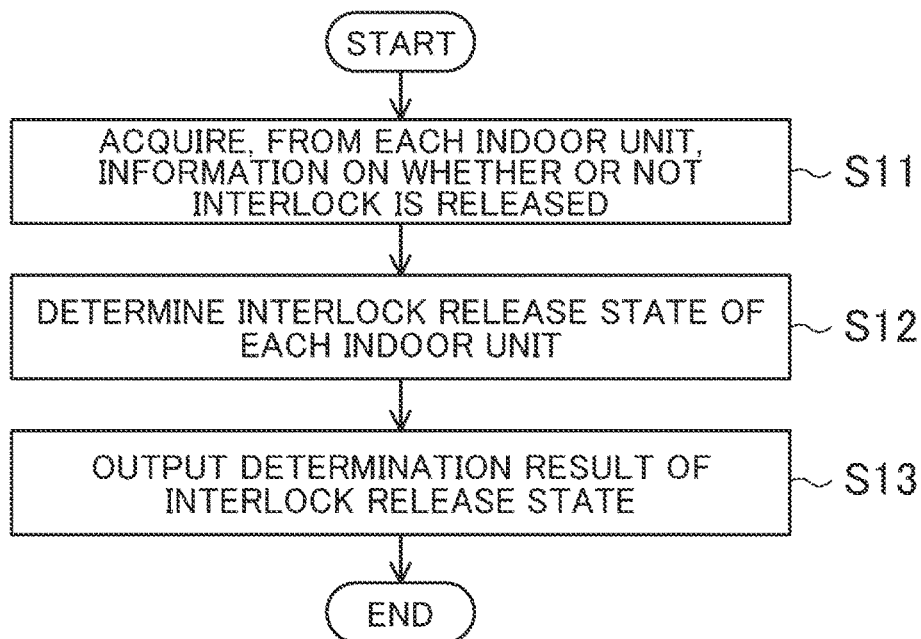 START
ACQUIRE, FROM EACH INDOOR UNIT,
INFORMATION ON WHETHER OR NOT
INTERLOCK IS RELEASED
S11
DETERMINE INTERLOCK RELEASE STATE OF
EACH INDOOR UNIT
S12
OUTPUT DETERMINATION RESULT OF
INTERLOCK RELEASE STATE
S13
END